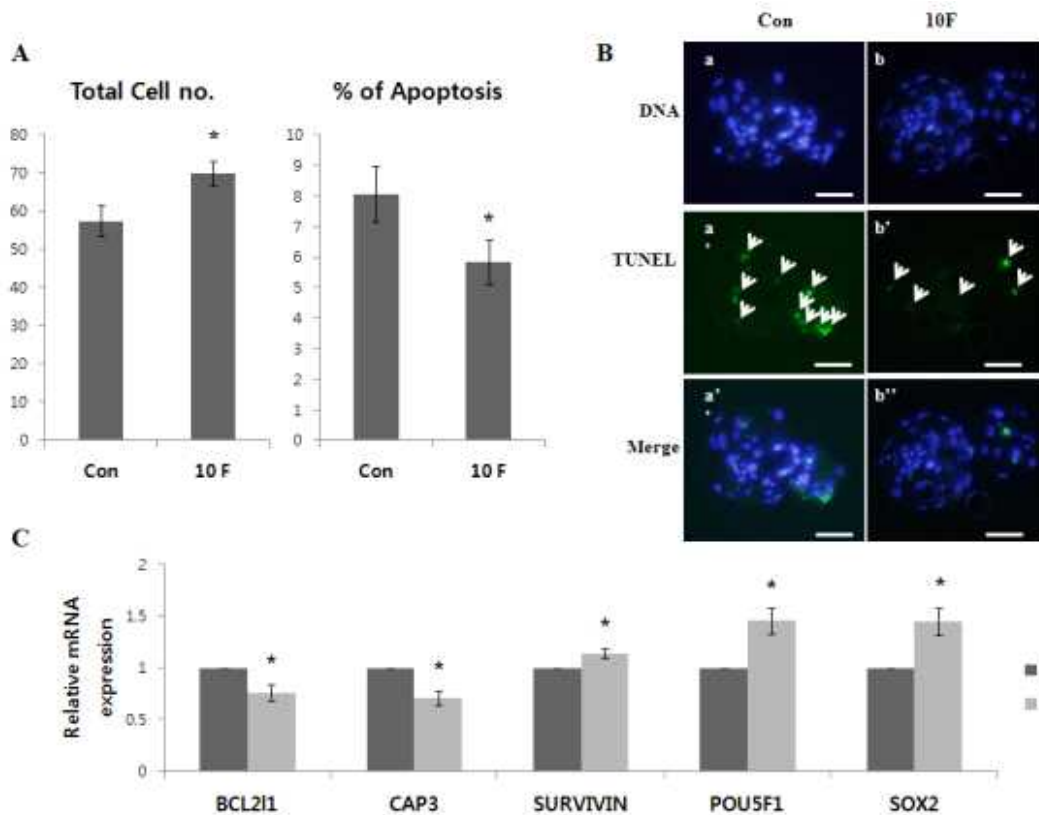 Con 10F
A
B
Total Cell no.
% of Apoptosis
80
70
60
50
40
30
20
10
0
*
Con 10 F
10
9
8
7
6
5
4
3
2
1
0
*
Con 10 F
DNA
a
b
TUNEL
a
'
b'
Merge
a'
'
b''
C
Relative mRNA
expression
2
1.5
1
0.5
0
* * * * *
BCL2l1 CAP3 SURVIVIN POU5F1 SOX2